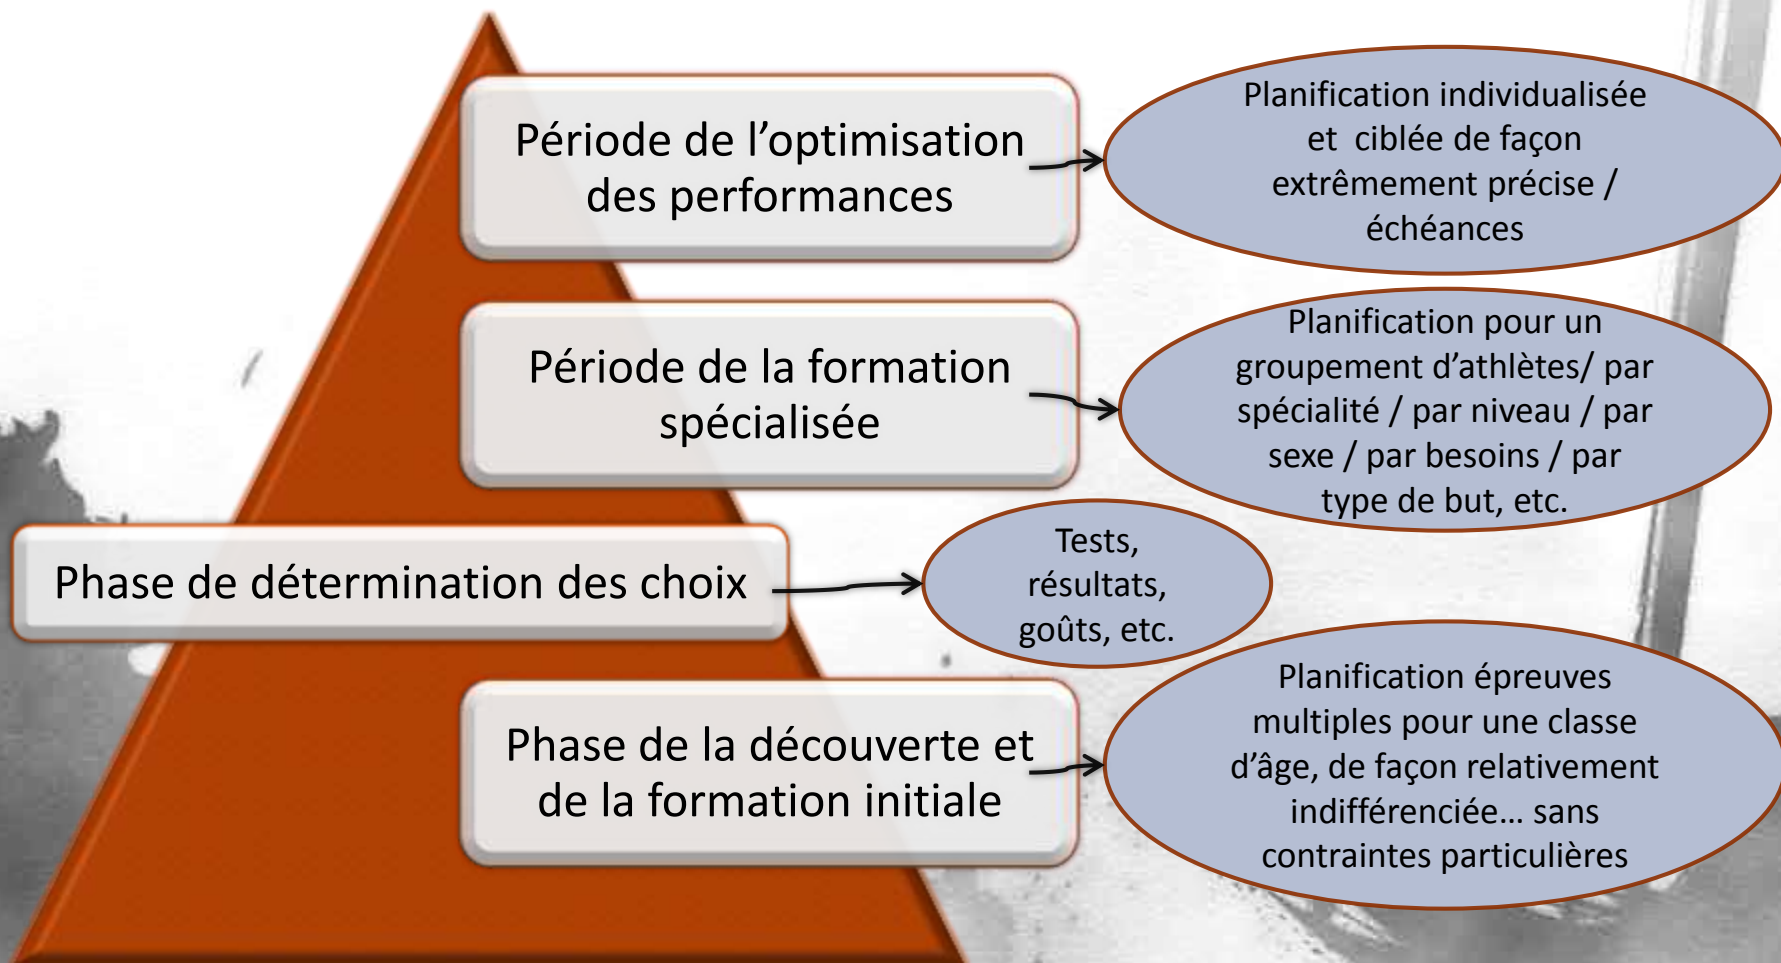 Période de l’optimisation
des performances
Planification individualisée
et ciblée de façon
extrêmement précise /
échéances
Période de la formation
spécialisée
Planification pour un
groupement d’athlètes/ par
spécialité / par niveau / par
sexe / par besoins / par
type de but, etc.
Phase de détermination des choix
Tests,
résultats,
goûts, etc.
Phase de la découverte et
de la formation initiale
Planification épreuves
multiples pour une classe
d’âge, de façon relativement
indifférenciée… sans
contraintes particulières